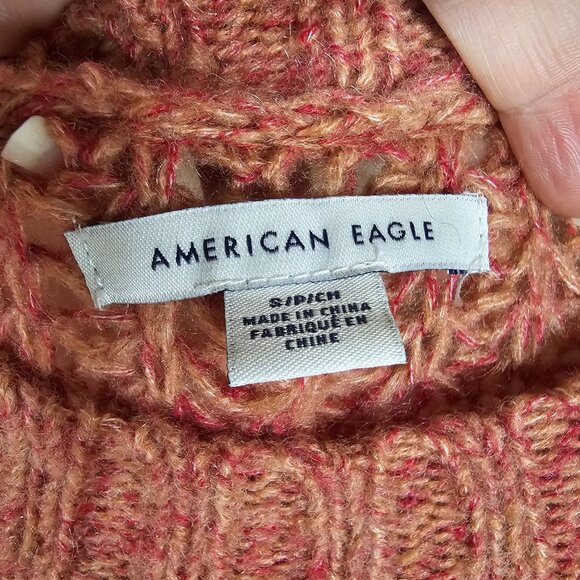 AMERICAN EAGLE
S/P/CH
MADE IN CHINA
FABRIQUÉ EN
CHINE